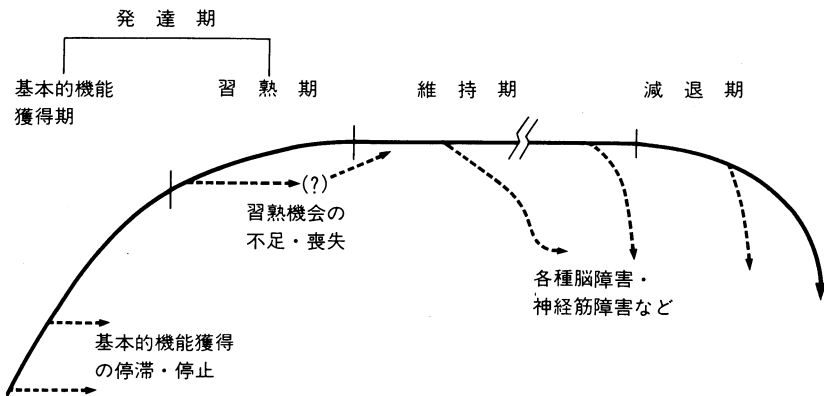 発達期
基本的機能
獲得期
習熟期
維持期
減退期
(?)
習熟機会の
不足・喪失
各種脳障害・
神経筋障害など
基本的機能獲得
の停滞・停止